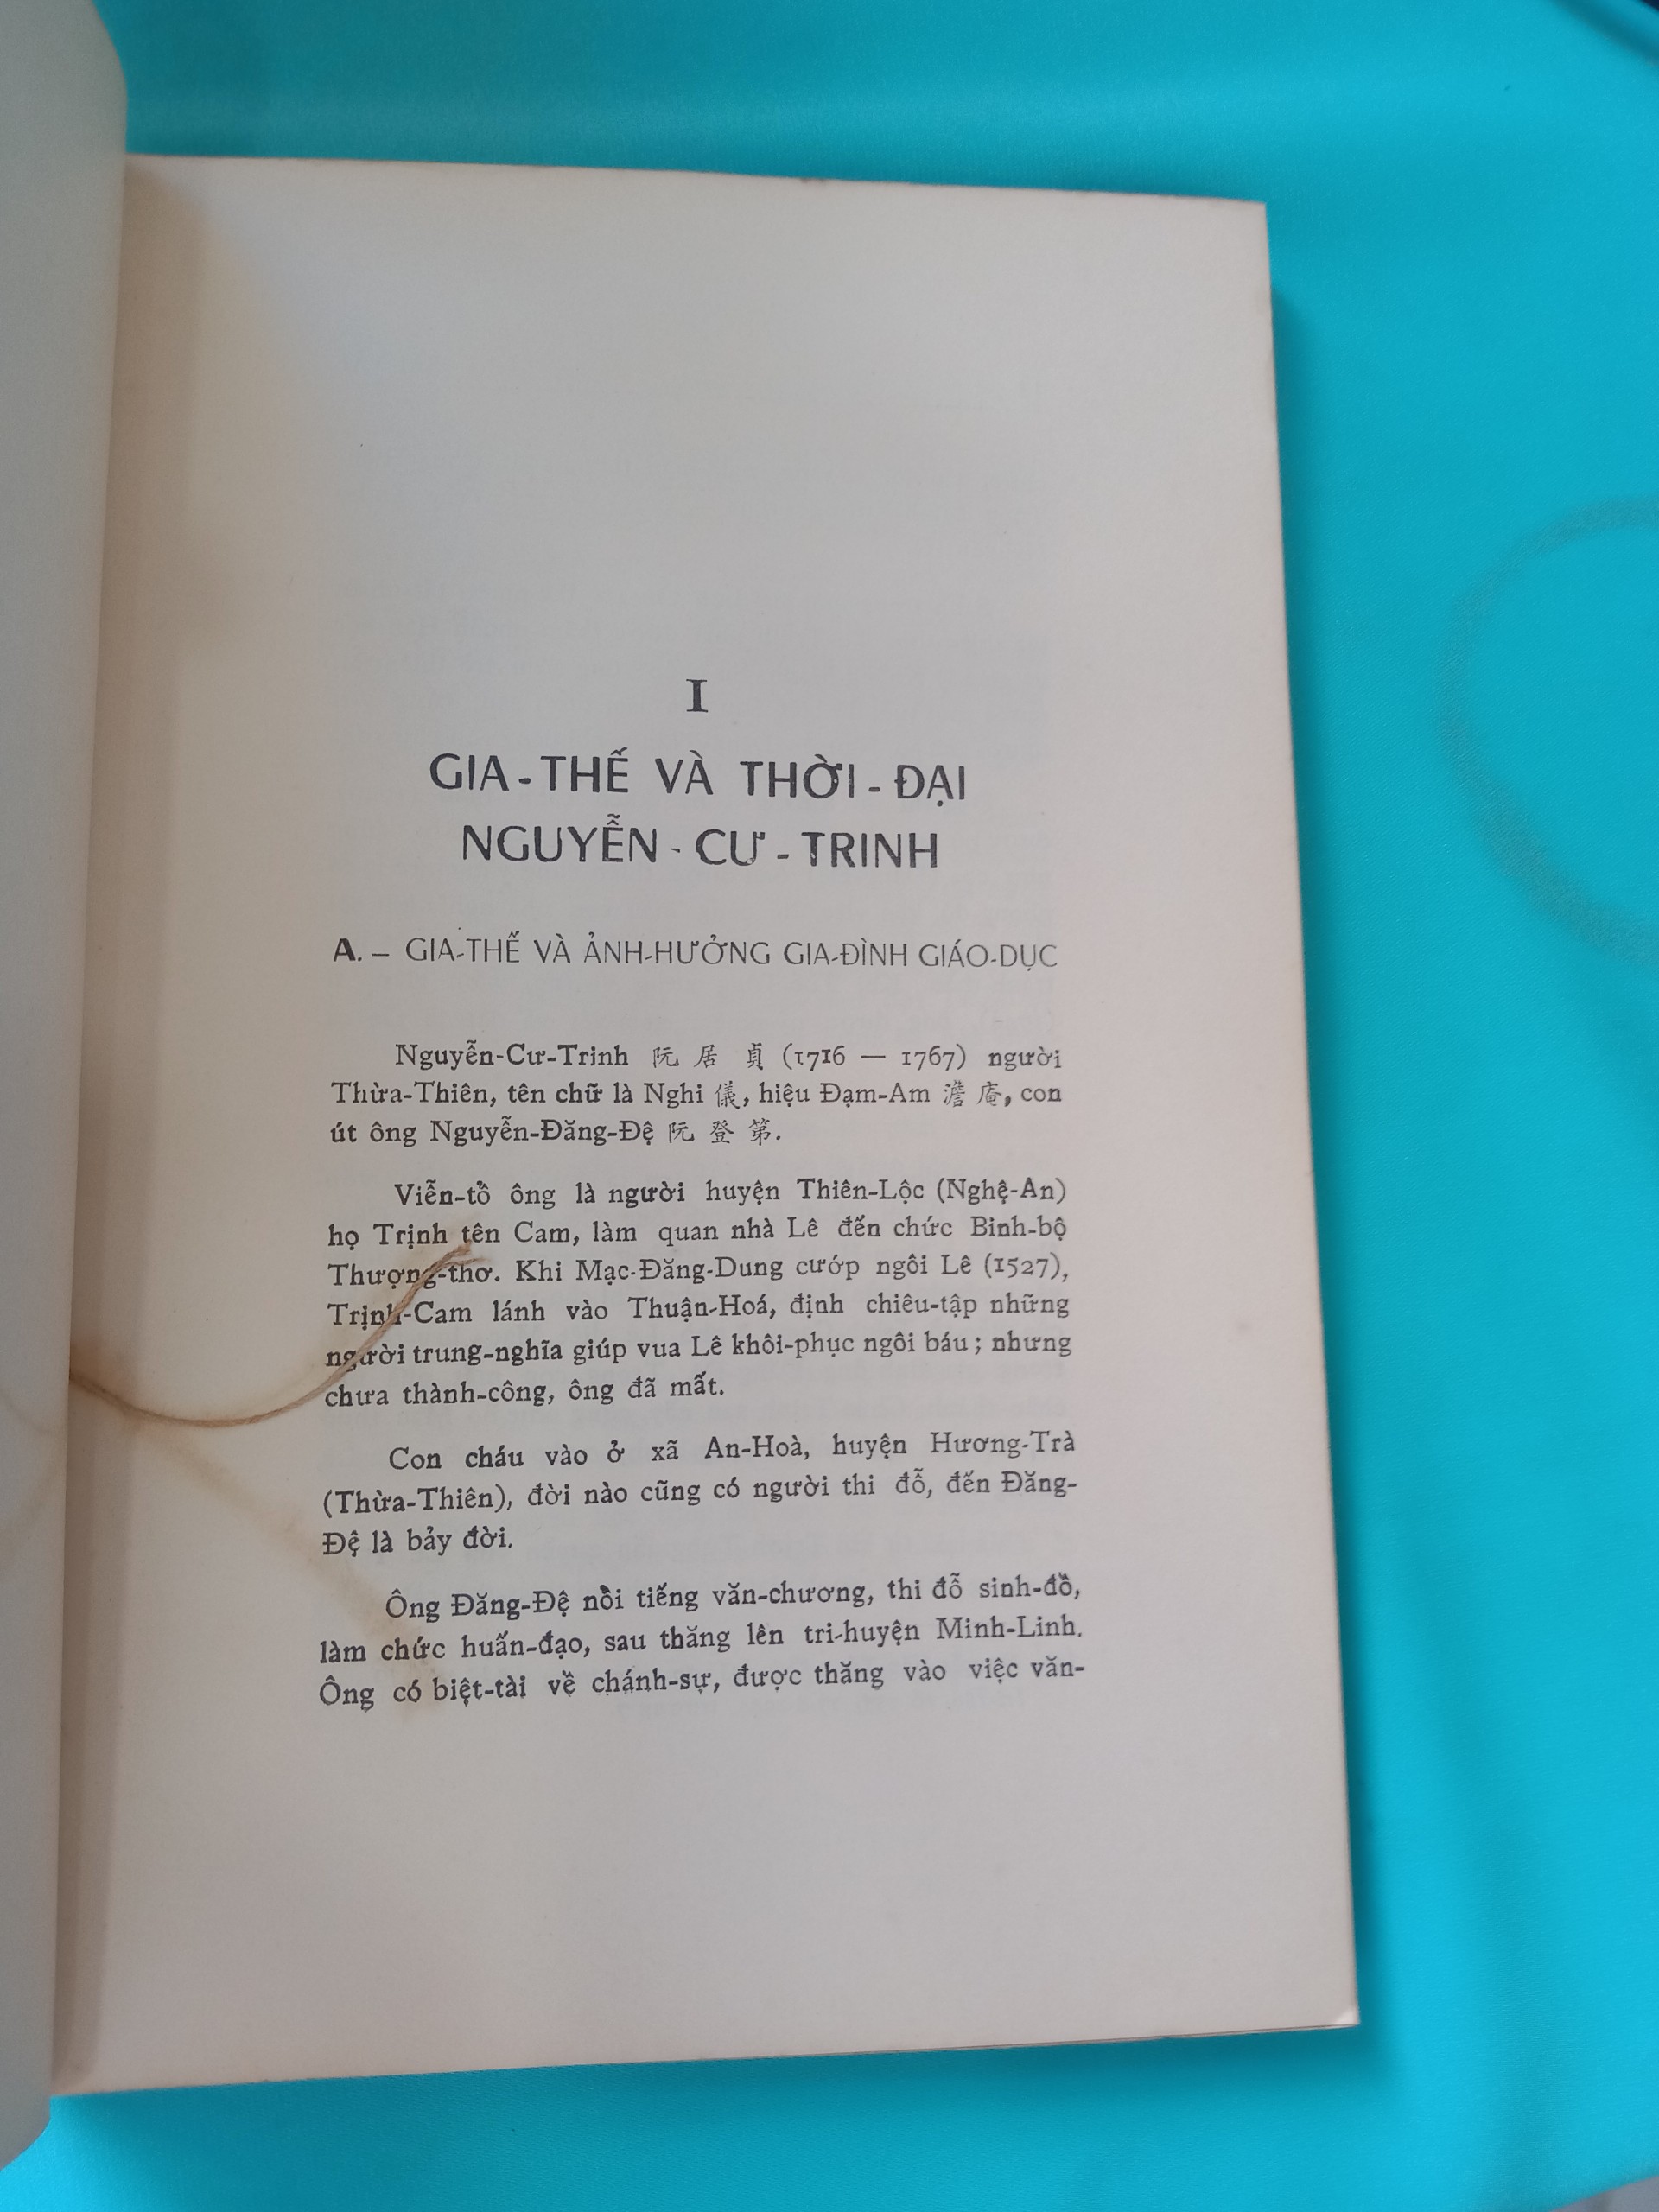 I
GIA-THẾ VÀ THỜI-ĐẠI
NGUYỄN-CƯ-TRINH
A. — GIA-THẾ VÀ ẢNH-HƯỞNG GIA-ĐÌNH GIÁO-DỤC
Nguyễn-Cư-Trinh 阮 居 貞 (1716 — 1767) người
Thừa-Thiên, tên chữ là Nghi 儀, hiệu Đạm-Am 澹 庵, con
út ông Nguyễn-Đăng-Đệ 阮 登 第.
Viễn-tổ ông là người huyện Thiên-Lộc (Nghệ-An)
họ Trịnh tên Cam, làm quan nhà Lê đến chức Binh-bộ
Thượng-thơ. Khi Mạc-Đăng-Dung cướp ngôi Lê (1527),
Trịnh-Cam lánh vào Thuận-Hoá, định chiêu-tập những
người trung-nghĩa giúp vua Lê khôi-phục ngôi báu; nhưng
chưa thành-công, ông đã mất.
Con cháu vào ở xã An-Hoà, huyện Hương-Trà
(Thừa-Thiên), đời nào cũng có người thi đỗ, đến Đăng-
Đệ là bảy đời.
Ông Đăng-Đệ nổi tiếng văn-chương, thi đỗ sinh-đồ,
làm chức huấn-đạo, sau thăng lên tri-huyện Minh-Linh.
Ông có biệt-tài về chánh-sự, được thăng vào việc văn-